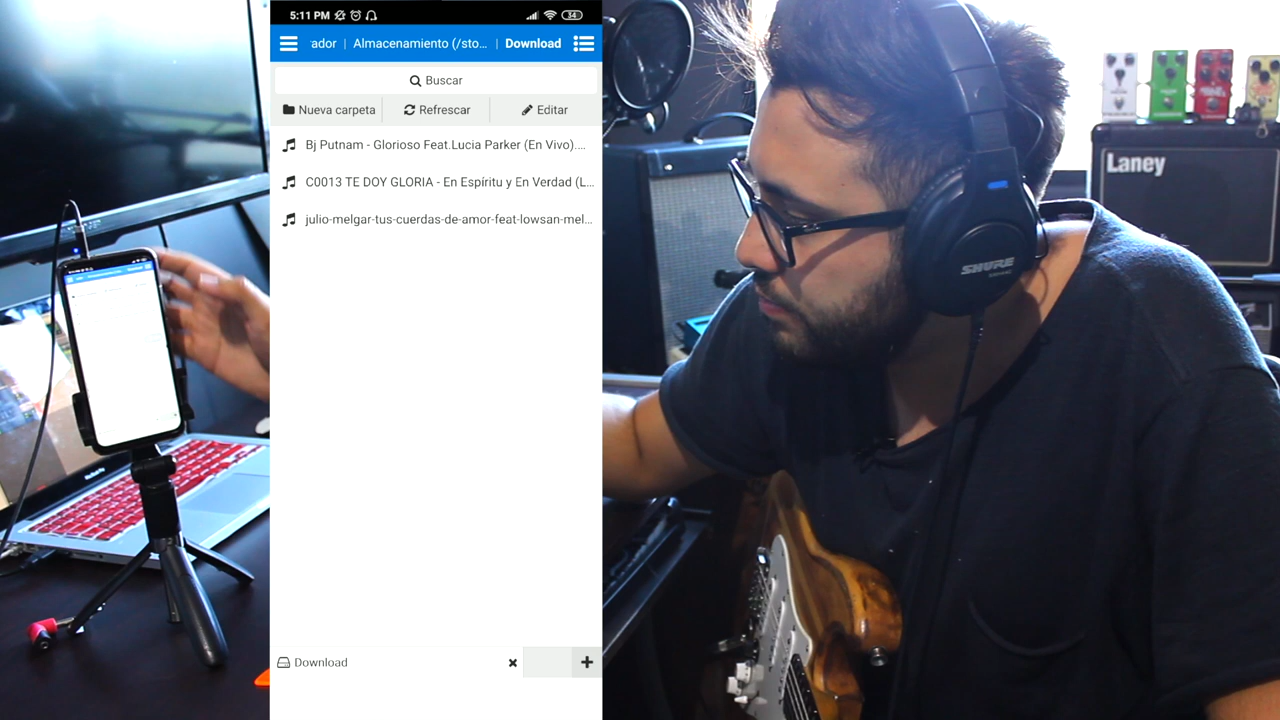 5:11 PM
34
ador | Almacenamiento (/sto... | Download
Buscar
Nueva carpeta
Refrescar
Editar
Bj Putnam - Glorioso Feat.Lucia Parker (En Vivo)....
C0013 TE DOY GLORIA - En Espíritu y En Verdad (L...
julio-melgar-tus-cuerdas-de-amor-feat-lowsan-mel...
Download
Laney
SHURE